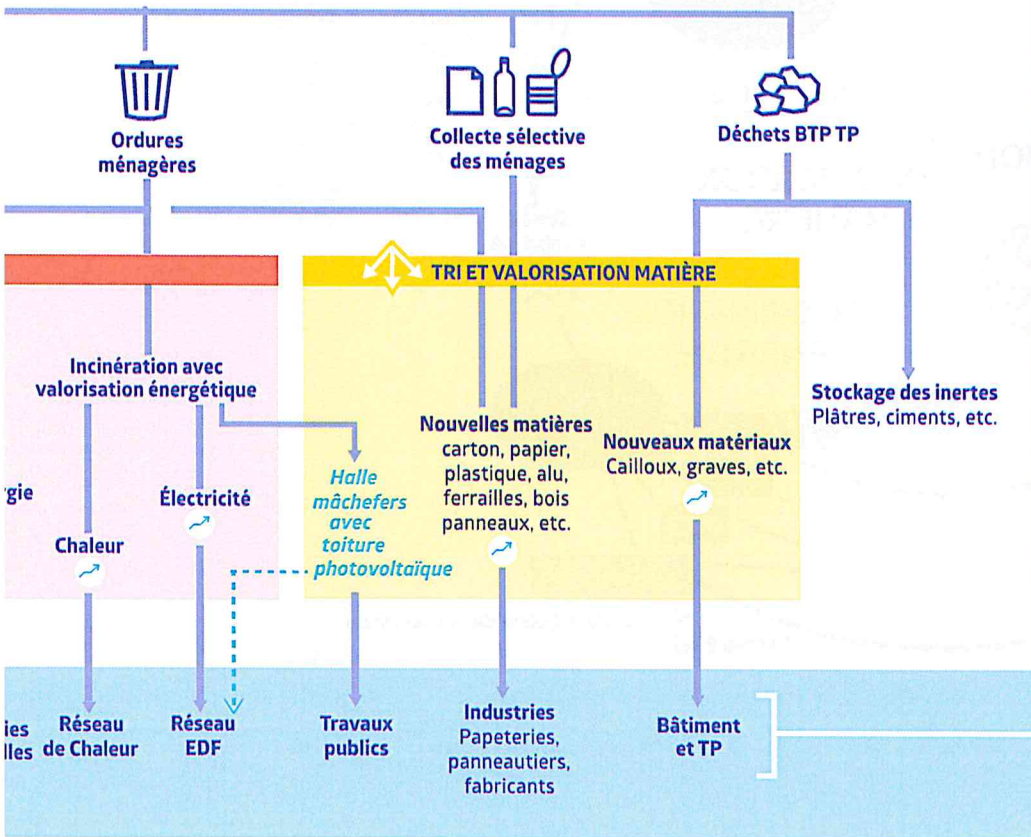 Ordures
ménagères
Collecte sélective
des ménages
Déchets BTP TP
TRI ET VALORISATION MATIÈRE
Incinération avec
valorisation énergétique
Stockage des inertes
Plâtres, ciments, etc.
Nouvelles matières
carton, papier,
plastique, alu,
ferrailles, bois
panneaux, etc.
Nouveaux matériaux
Cailloux, graves, etc.
Halle
mâchefers
avec
toiture
photovoltaïque
rgie
Électricité
Chaleur
ies
lles
Réseau
de Chaleur
Réseau
EDF
Travaux
publics
Industries
Papeteries,
panneautiers,
fabricants
Bâtiment
et TP